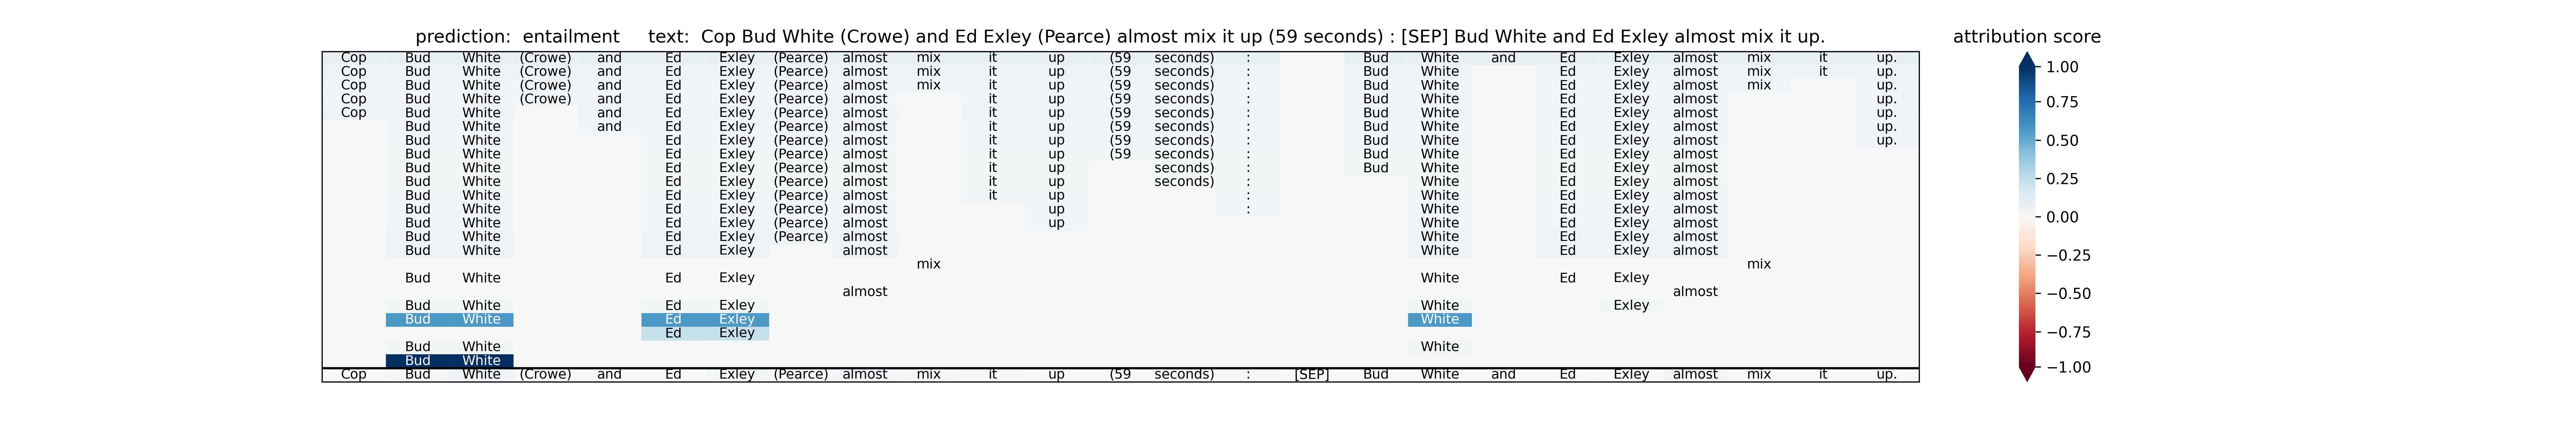 prediction: entailment text: Cop Bud White (Crowe) and Ed Exley (Pearce) almost mix it up (59 seconds) : [SEP] Bud White and Ed Exley almost mix it up.
attribution score
Cop Bud White (Crowe) and Ed Exley (Pearce) almost mix it up (59 seconds) : Bud White and Ed Exley almost mix it up.
Cop Bud White (Crowe) and Ed Exley (Pearce) almost mix it up (59 seconds) : Bud White Ed Exley almost mix it up.
Cop Bud White (Crowe) and Ed Exley (Pearce) almost mix it up (59 seconds) : Bud White Ed Exley almost mix up.
Cop Bud White (Crowe) and Ed Exley (Pearce) almost it up (59 seconds) : Bud White Ed Exley almost up.
Cop Bud White and Ed Exley (Pearce) almost it up (59 seconds) : Bud White Ed Exley almost up.
Bud White and Ed Exley (Pearce) almost it up (59 seconds) : Bud White Ed Exley almost up.
Bud White Ed Exley (Pearce) almost it up (59 seconds) : Bud White Ed Exley almost up.
Bud White Ed Exley (Pearce) almost it up (59 seconds) : Bud White Ed Exley almost
Bud White Ed Exley (Pearce) almost it up seconds) : Bud White Ed Exley almost
Bud White Ed Exley (Pearce) almost it up seconds) : White Ed Exley almost
Bud White Ed Exley (Pearce) almost it up : White Ed Exley almost
Bud White Ed Exley (Pearce) almost up : White Ed Exley almost
Bud White Ed Exley (Pearce) almost up White Ed Exley almost
Bud White Ed Exley (Pearce) almost White Ed Exley almost
Bud White Ed Exley almost White Ed Exley almost
mix mix
Bud White Ed Exley White Ed Exley
almost almost
Bud White Ed Exley White Exley
Bud White Ed Exley White
Ed Exley
Bud White White
Bud White
Cop Bud White (Crowe) and Ed Exley (Pearce) almost mix it up (59 seconds) : [SEP] Bud White and Ed Exley almost mix it up.
1.00
0.75
0.50
0.25
0.00
−0.25
−0.50
−0.75
−1.00